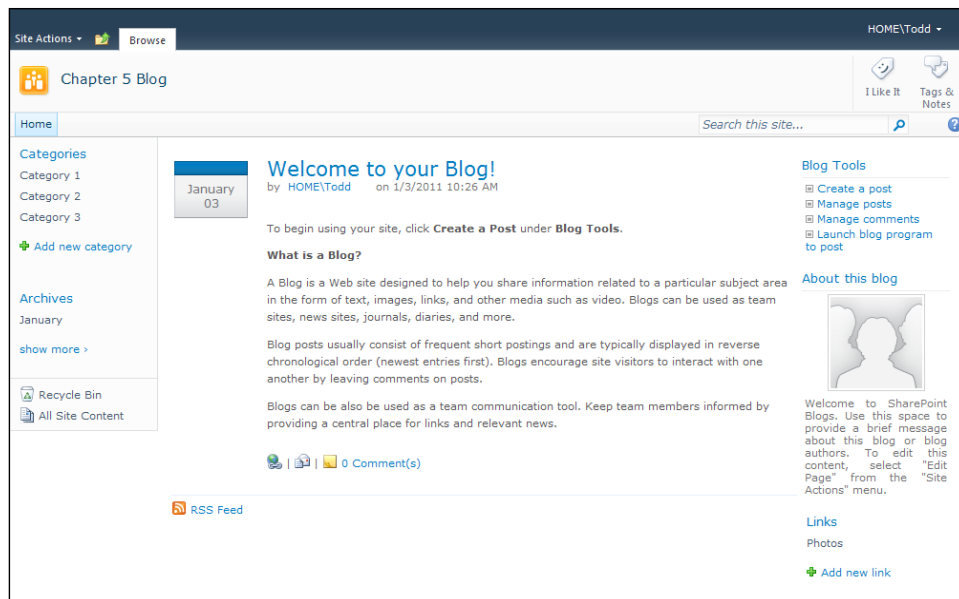 Site Actions
Browse
HOME\Todd
Chapter 5 Blog
I Like It
Tags &
Notes
Home
Search this site...
Categories
Category 1
Category 2
Category 3
Add new category
Archives
January
show more ›
Recycle Bin
All Site Content
January
03
Welcome to your Blog!
by HOME\Todd on 1/3/2011 10:26 AM
To begin using your site, click Create a Post under Blog Tools.
What is a Blog?
A Blog is a Web site designed to help you share information related to a particular subject area
in the form of text, images, links, and other media such as video. Blogs can be used as team
sites, news sites, journals, diaries, and more.
Blog posts usually consist of frequent short postings and are typically displayed in reverse
chronological order (newest entries first). Blogs encourage site visitors to interact with one
another by leaving comments on posts.
Blogs can be also be used as a team communication tool. Keep team members informed by
providing a central place for links and relevant news.
| | 0 Comment(s)
RSS Feed
Blog Tools
Create a post
Manage posts
Manage comments
Launch blog program
to post
About this blog
Welcome to SharePoint
Blogs. Use this space to
provide a brief message
about this blog or blog
authors. To edit this
content, select "Edit
Page" from the "Site
Actions" menu.
Links
Photos
Add new link